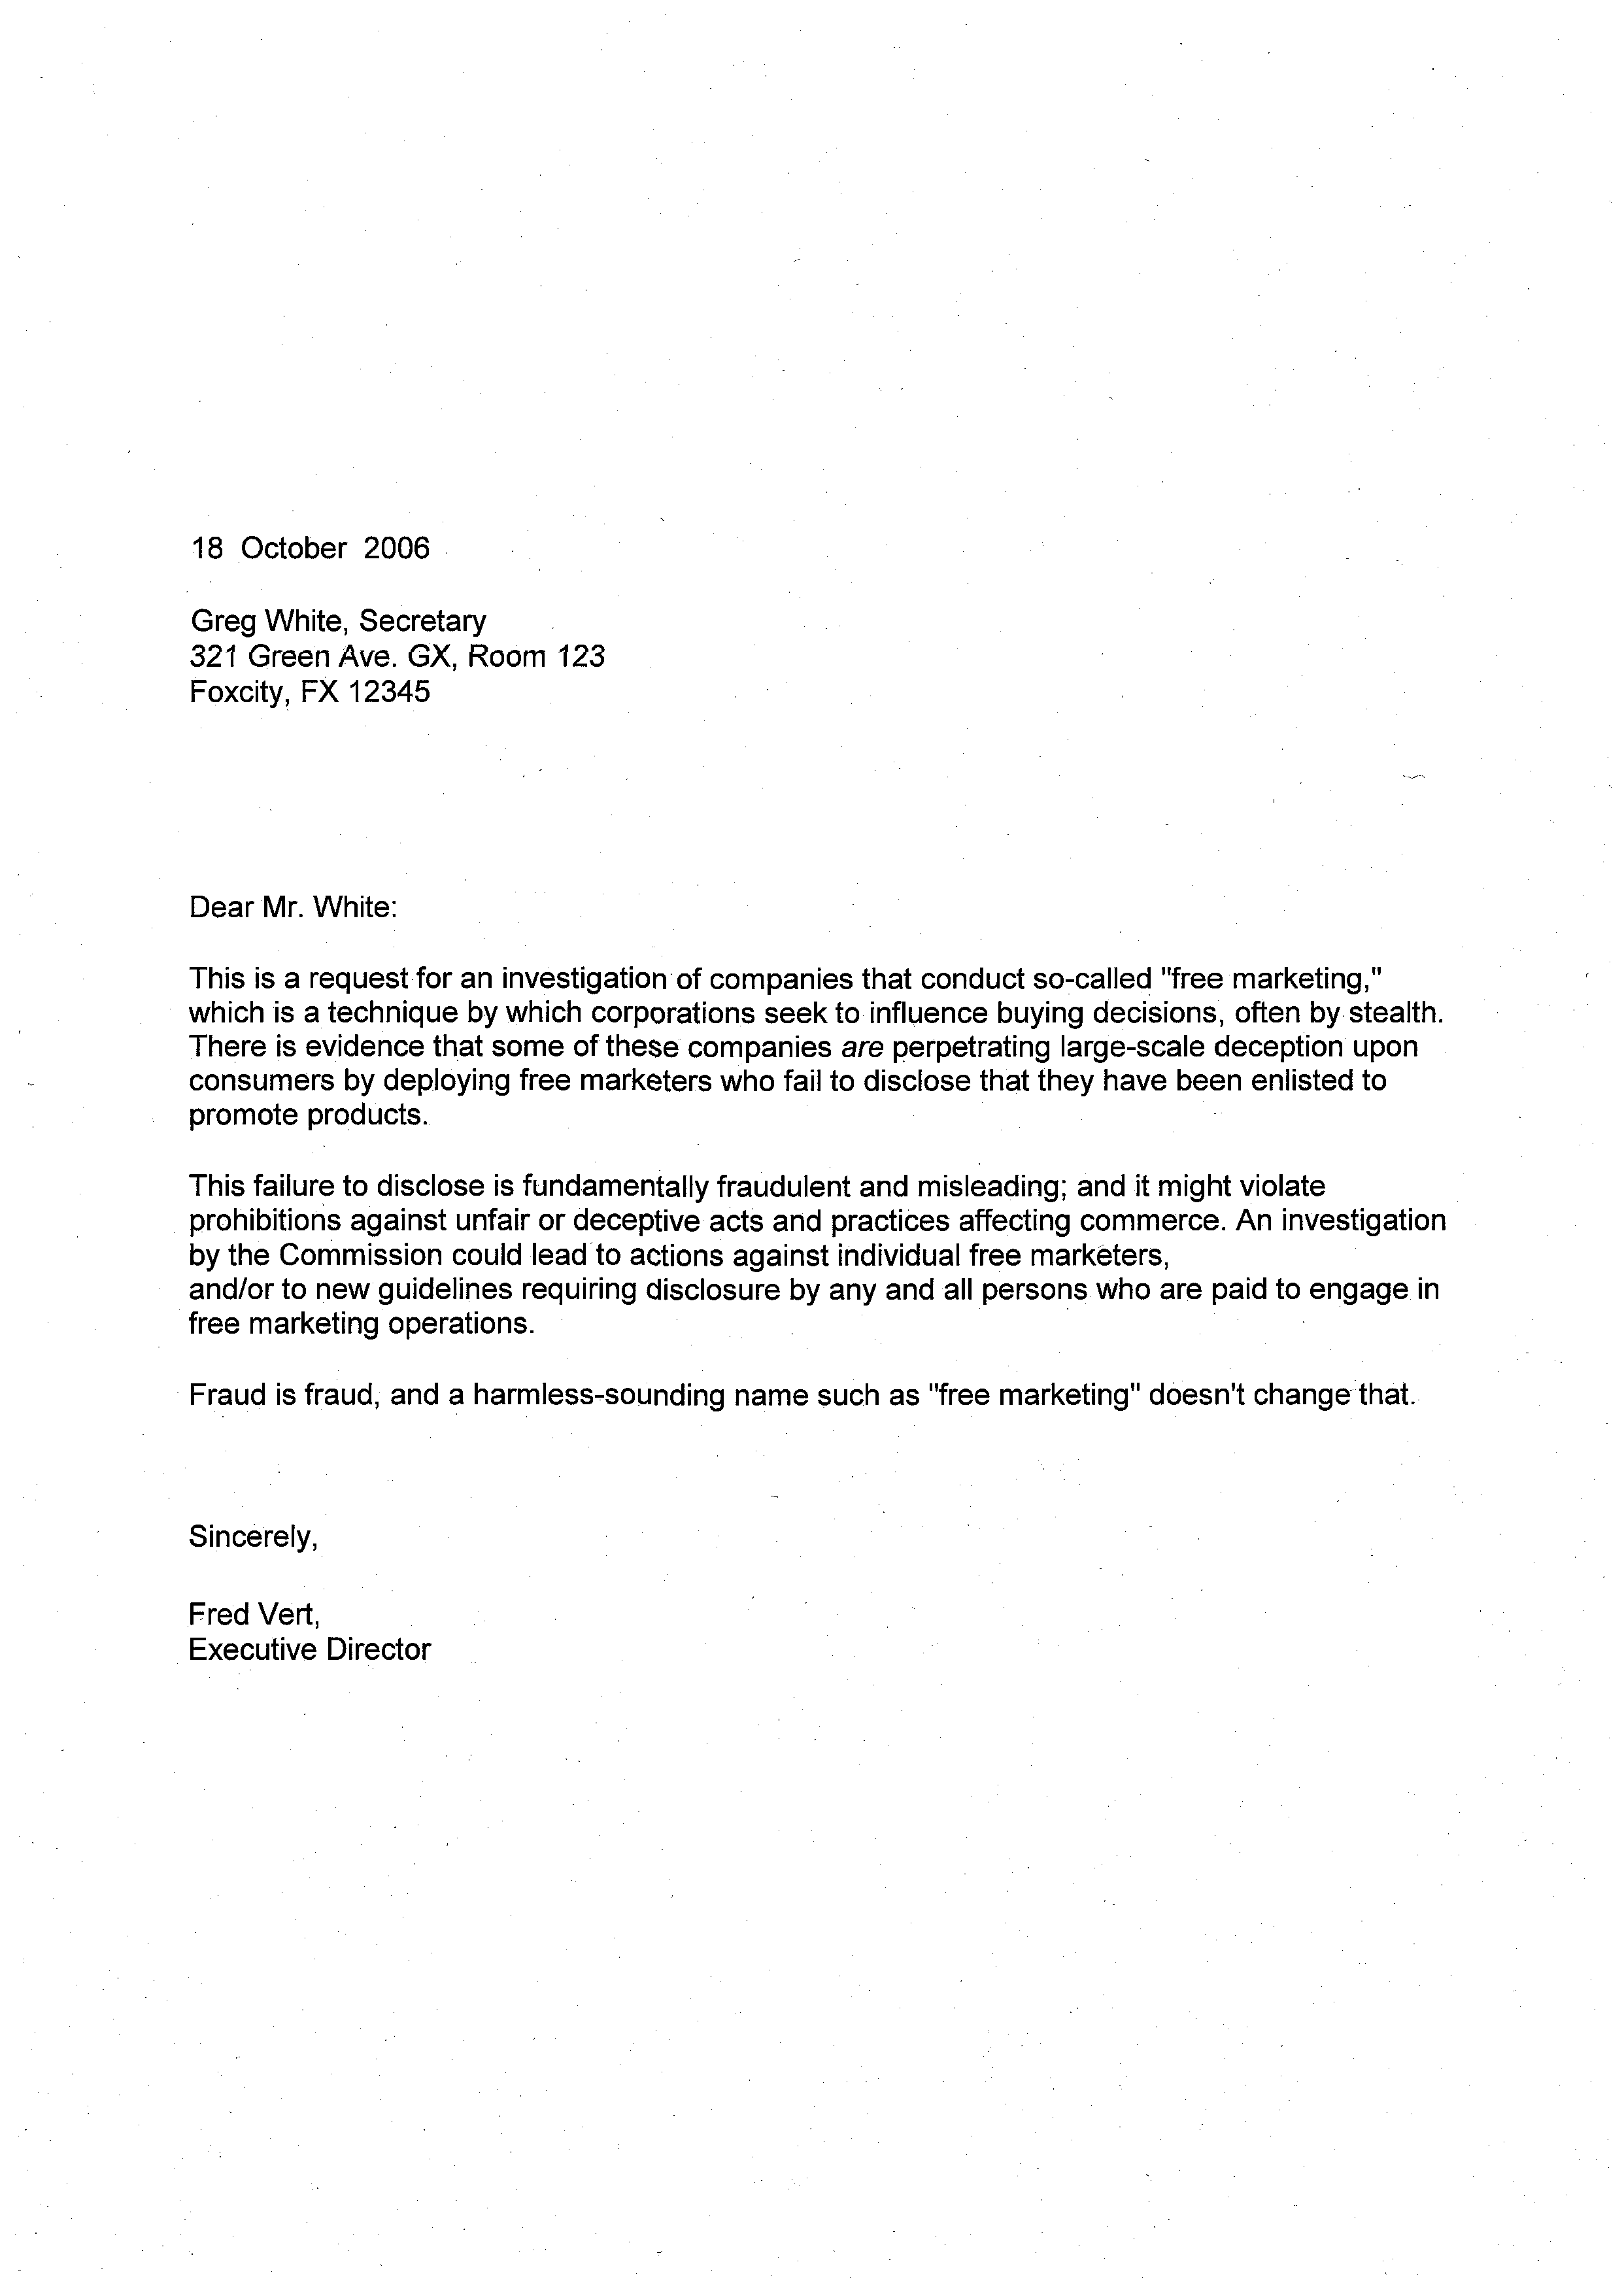 18 October 2006
Greg White, Secretary
321 Green Ave. GX, Room 123
Foxcity, FX 12345
Dear Mr. White:
This is a request for an investigation of companies that conduct so-called "free marketing,"
which is a technique by which corporations seek to influence buying decisions, often by stealth.
There is evidence that some of these companies are perpetrating large-scale deception upon
consumers by deploying free marketers who fail to disclose that they have been enlisted to
promote products.
This failure to disclose is fundamentally fraudulent and misleading; and it might violate
prohibitions against unfair or deceptive acts and practices affecting commerce. An investigation
by the Commission could lead to actions against individual free marketers,
and/or to new guidelines requiring disclosure by any and all persons who are paid to engage in
free marketing operations.
Fraud is fraud, and a harmless-sounding name such as "free marketing" doesn't change that.
Sincerely,
Fred Vert,
Executive Director